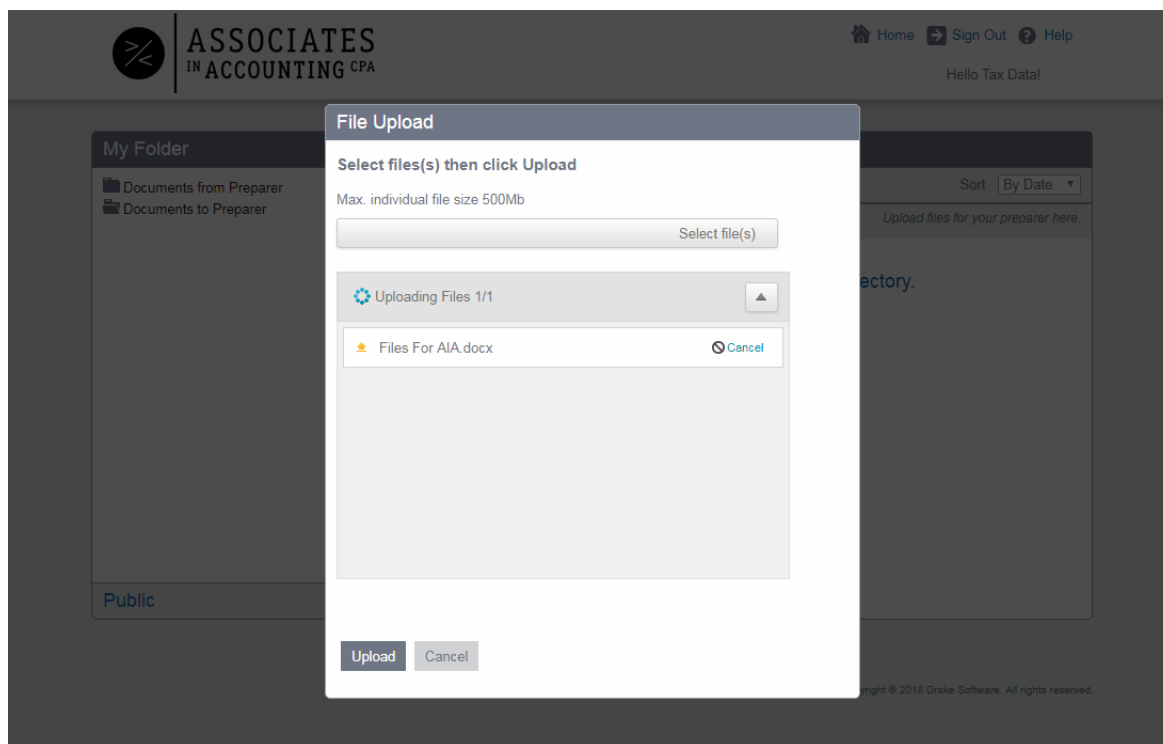 ASSOCIATES
IN ACCOUNTING CPA
Home Sign Out Help
Hello Tax Data!
My Folder
Documents from Preparer
Documents to Preparer
Sort By Date
Upload files for your preparer here.
ectory.
File Upload
Select files(s) then click Upload
Max. individual file size 500Mb
Select file(s)
Uploading Files 1/1
Files For AIA.docx Cancel
Upload Cancel
Public
yright © 2018 Drake Software. All rights reserved.